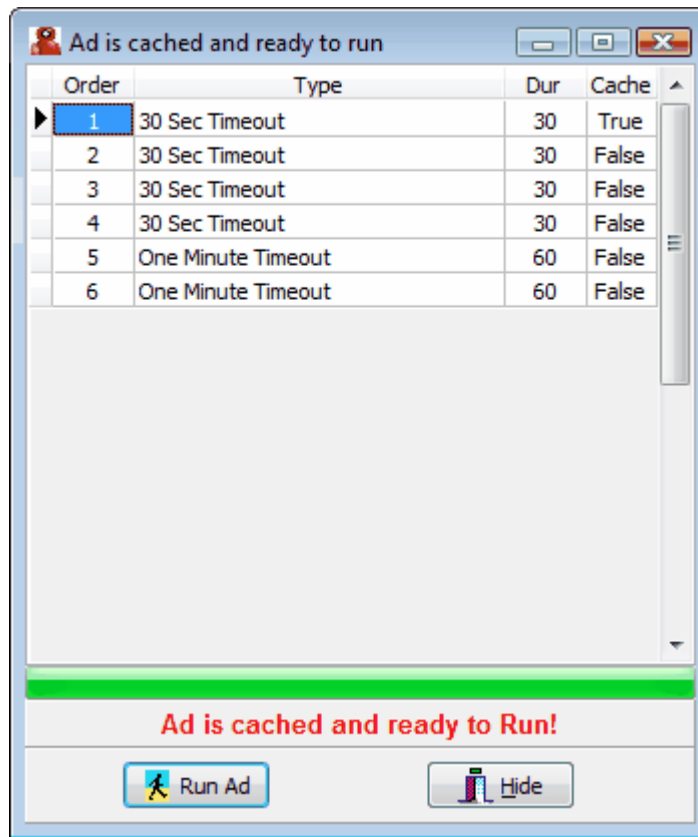 Ad is cached and ready to run
Order Type Dur Cache
1 30 Sec Timeout 30 True
2 30 Sec Timeout 30 False
3 30 Sec Timeout 30 False
4 30 Sec Timeout 30 False
5 One Minute Timeout 60 False
6 One Minute Timeout 60 False
Ad is cached and ready to Run!
Run Ad Hide